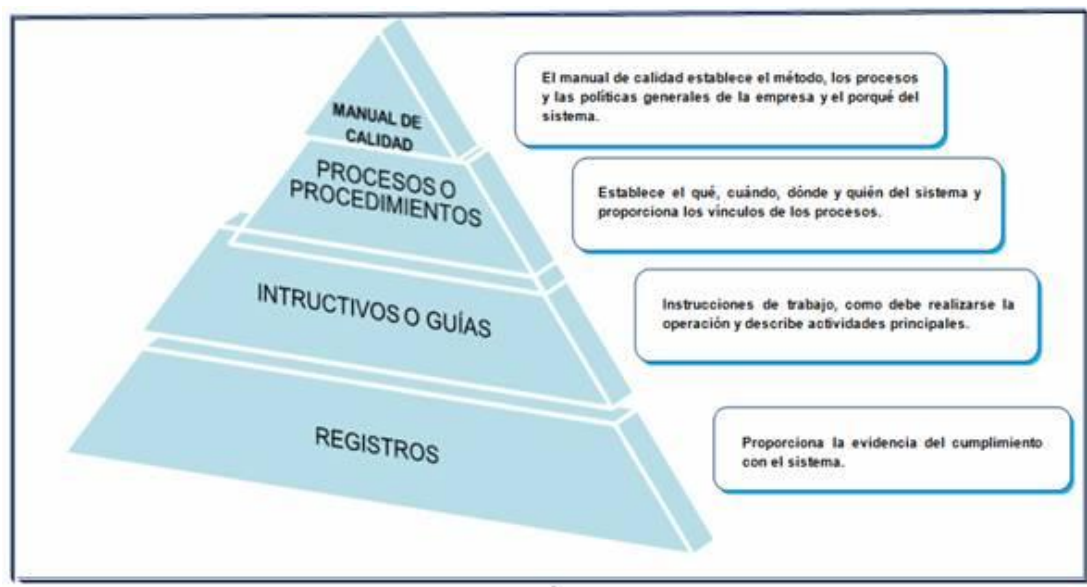 MANUAL DE
CALIDAD
El manual de calidad establece el método, los procesos
y las políticas generales de la empresa y el porqué del
sistema.
PROCESOS O
PROCEDIMIENTOS
Establece el qué, cuándo, dónde y quién del sistema y
proporciona los vínculos de los procesos.
INTRUCTIVOS O GUÍAS
Instrucciones de trabajo, como debe realizarse la
operación y describe actividades principales.
REGISTROS
Proporciona la evidencia del cumplimiento
con el sistema.